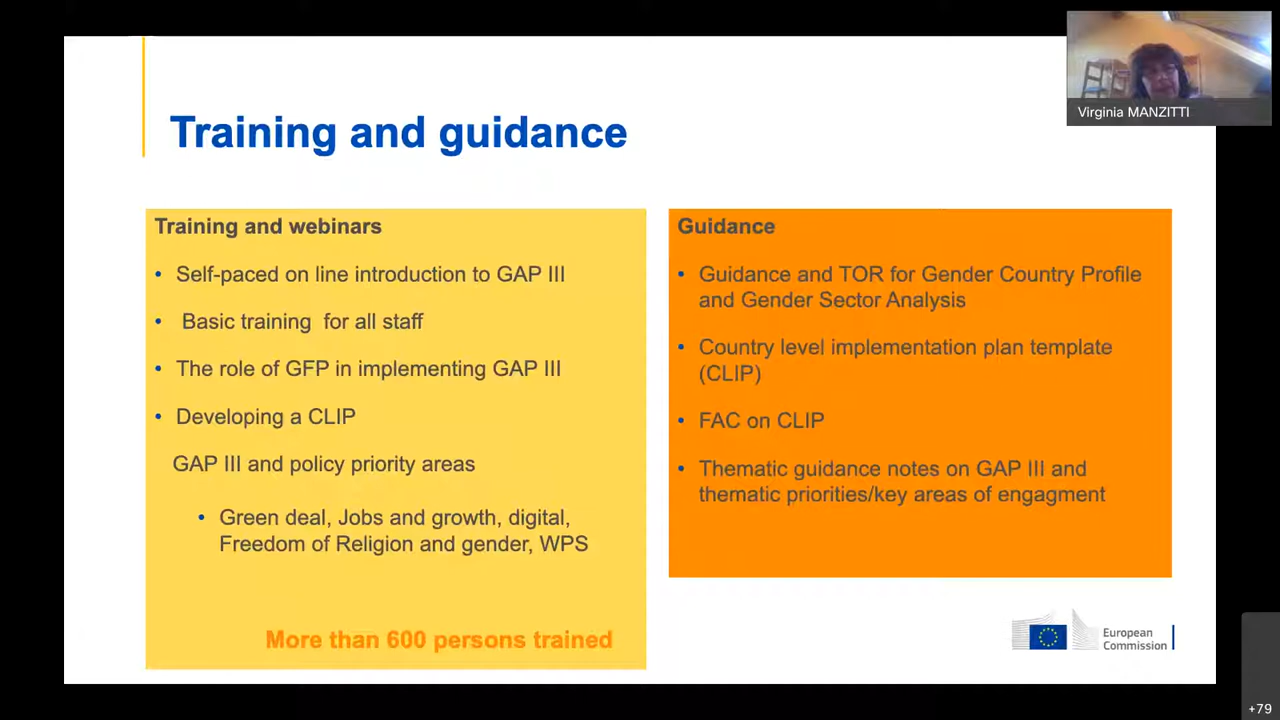 Virginia MANZITTI
Training and guidance
Training and webinars
• Self-paced on line introduction to GAP III
• Basic training for all staff
• The role of GFP in implementing GAP III
• Developing a CLIP
GAP III and policy priority areas
• Green deal, Jobs and growth, digital,
Freedom of Religion and gender, WPS
More than 600 persons trained
Guidance
• Guidance and TOR for Gender Country Profile
and Gender Sector Analysis
• Country level implementation plan template
(CLIP)
• FAC on CLIP
• Thematic guidance notes on GAP III and
thematic priorities/key areas of engagment
European
Commission
+79